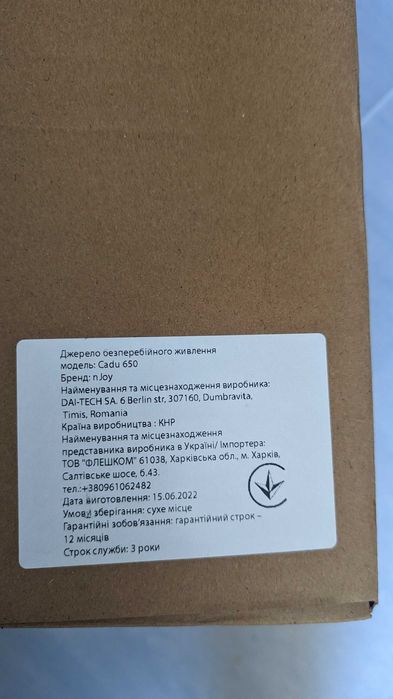 Джерело безперебійного живлення
модель: Cadu 650
Бренд: nJoy
Найменування та місцезнаходження виробника:
DAI-TECH SA. 6 Berlin str, 307160, Dumbravita,
Timis, Romania
Країна виробництва : КНР
Найменування та місцезнаходження
представника виробника в Україні/ Імпортера:
ТОВ "ФЛЕШКОМ" 61038, Харківська обл., м. Харків,
Салтівське шосе, б.43.
тел.:+380961062482
Дата виготовлення: 15.06.2022
Умови зберігання: сухе місце
Гарантійні зобов'язання: гарантійний строк –
12 місяців
Строк служби: 3 роки